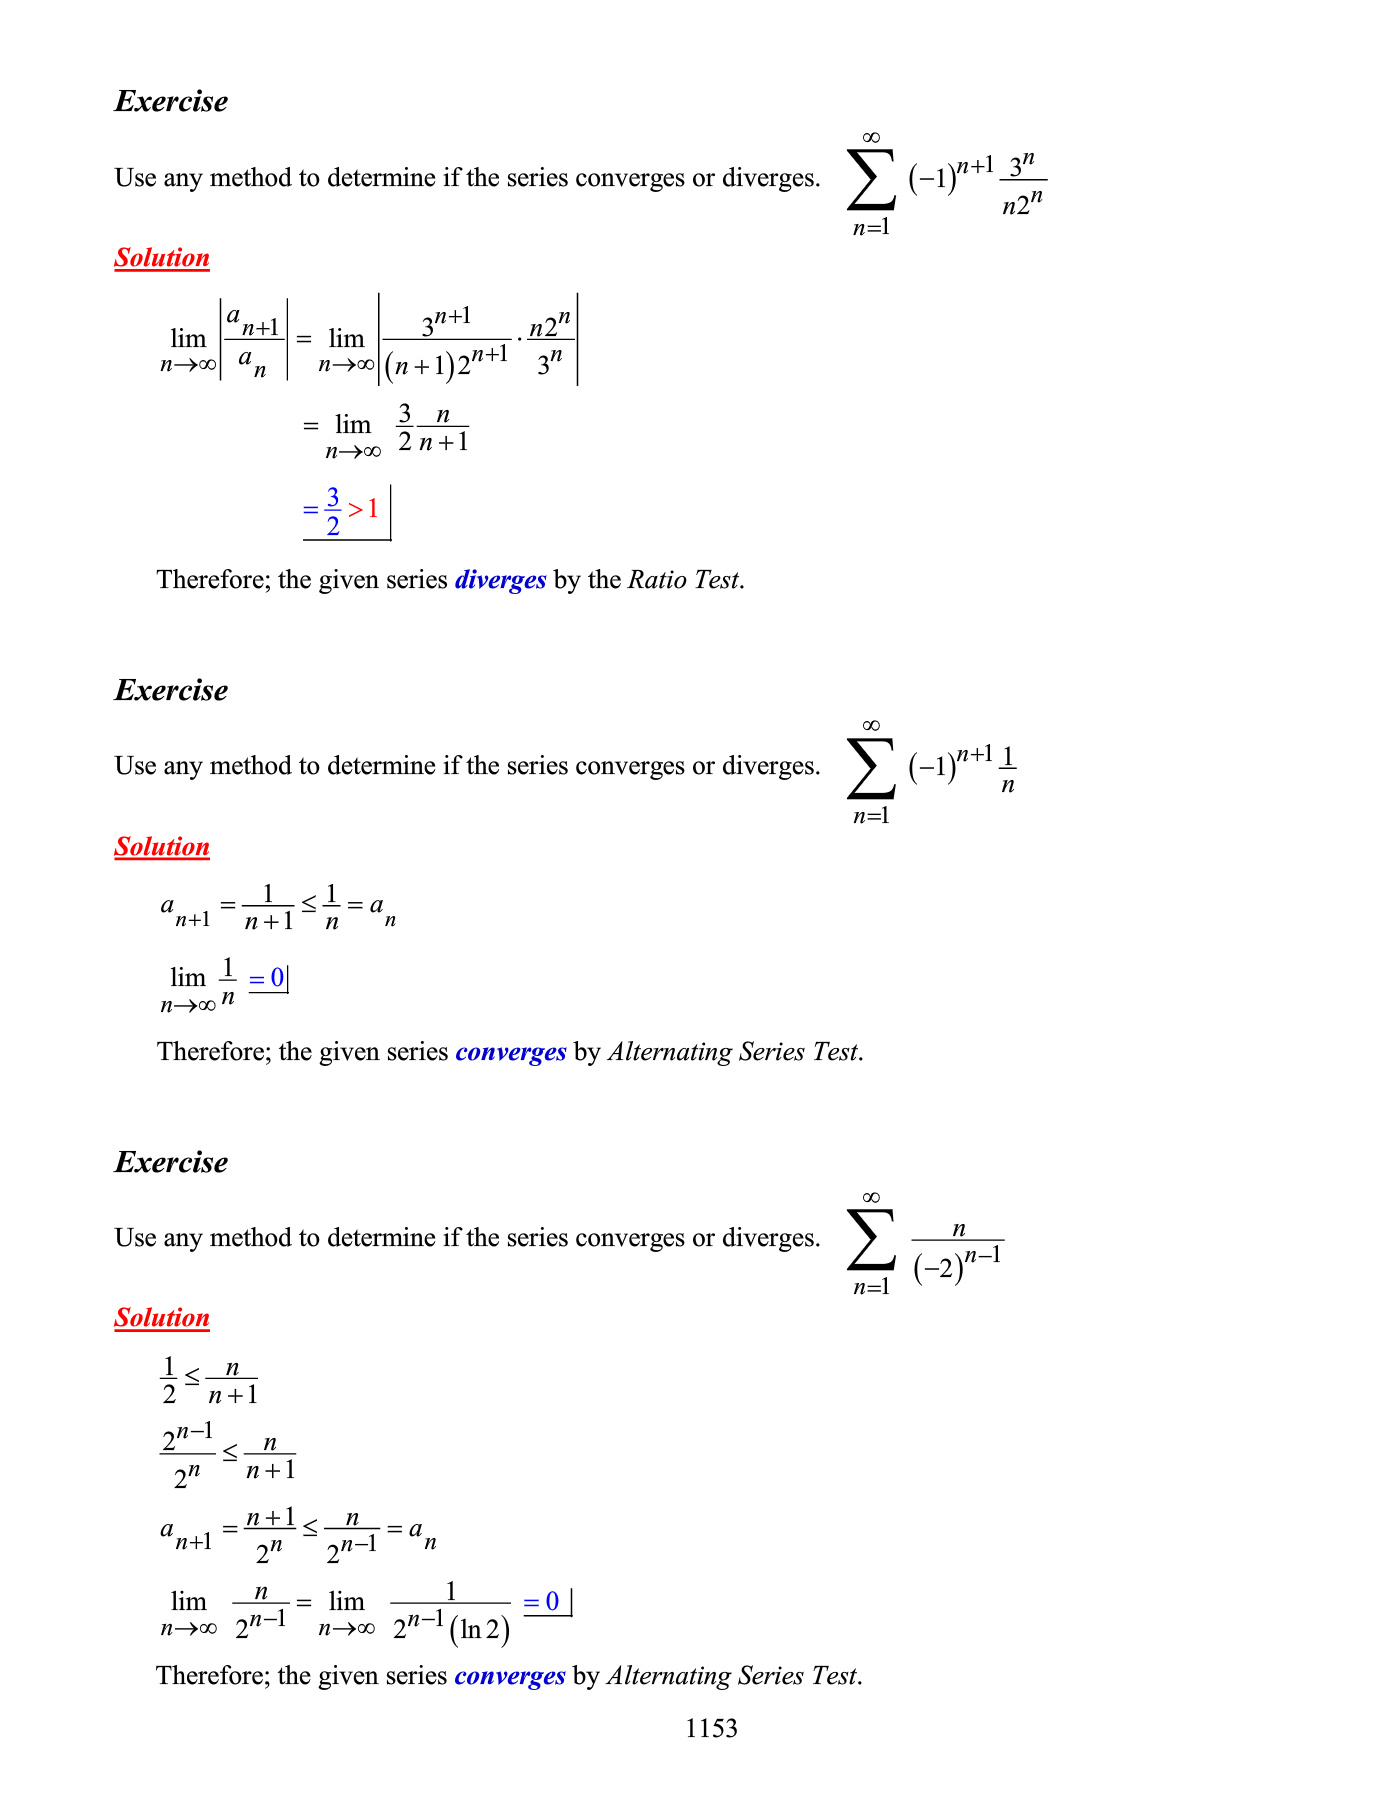 Exercise
Use any method to determine if the series converges or diverges. $\sum_{n=1}^{\infty} (-1)^{n+1} \frac{3^n}{n2^n}$
Solution
$\lim_{n\to\infty} \left| \frac{a_{n+1}}{a_n} \right| = \lim_{n\to\infty} \left| \frac{3^{n+1}}{(n+1)2^{n+1}} \cdot \frac{n2^n}{3^n} \right|$
$= \lim_{n\to\infty} \frac{3}{2} \frac{n}{n+1}$
$= \frac{3}{2} > 1$
Therefore; the given series diverges by the Ratio Test.
Exercise
Use any method to determine if the series converges or diverges. $\sum_{n=1}^{\infty} (-1)^{n+1} \frac{1}{n}$
Solution
$a_{n+1} = \frac{1}{n+1} \leq \frac{1}{n} = a_n$
$\lim_{n\to\infty} \frac{1}{n} = 0$
Therefore; the given series converges by Alternating Series Test.
Exercise
Use any method to determine if the series converges or diverges. $\sum_{n=1}^{\infty} \frac{n}{(-2)^{n-1}}$
Solution
$\frac{1}{2} \leq \frac{n}{n+1}$
$\frac{2^{n-1}}{2^n} \leq \frac{n}{n+1}$
$a_{n+1} = \frac{n+1}{2^n} \leq \frac{n}{2^{n-1}} = a_n$
$\lim_{n\to\infty} \frac{n}{2^{n-1}} = \lim_{n\to\infty} \frac{1}{2^{n-1}(\ln 2)} = 0$
Therefore; the given series converges by Alternating Series Test.
1153